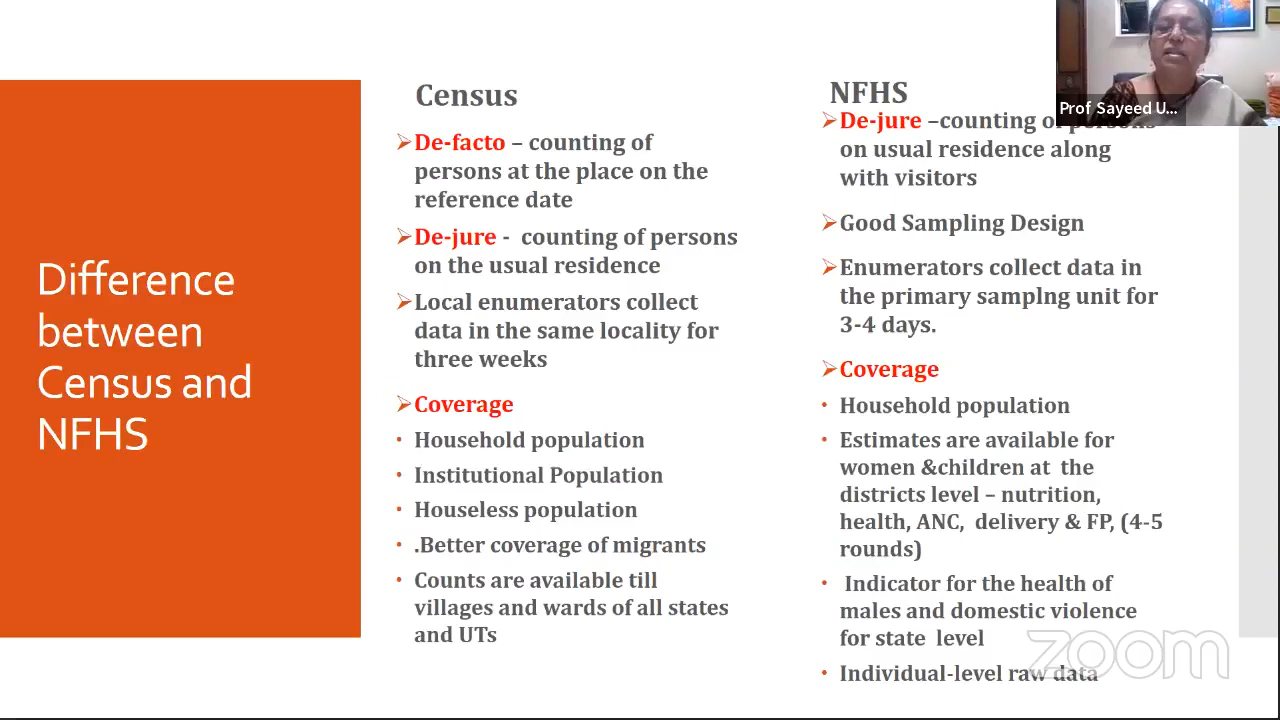 Difference
between
Census and
NFHS
Census
➢De-facto – counting of
persons at the place on the
reference date
➢De-jure - counting of persons
on the usual residence
➢Local enumerators collect
data in the same locality for
three weeks
➢Coverage
• Household population
• Institutional Population
• Houseless population
• .Better coverage of migrants
• Counts are available till
villages and wards of all states
and UTs
NFHS
➢De-jure –counting of persons
on usual residence along
with visitors
➢Good Sampling Design
➢Enumerators collect data in
the primary samplng unit for
3-4 days.
➢Coverage
• Household population
• Estimates are available for
women &children at the
districts level – nutrition,
health, ANC, delivery & FP, (4-5
rounds)
• Indicator for the health of
males and domestic violence
for state level
• Individual-level raw data
Prof Sayeed U...
zoom